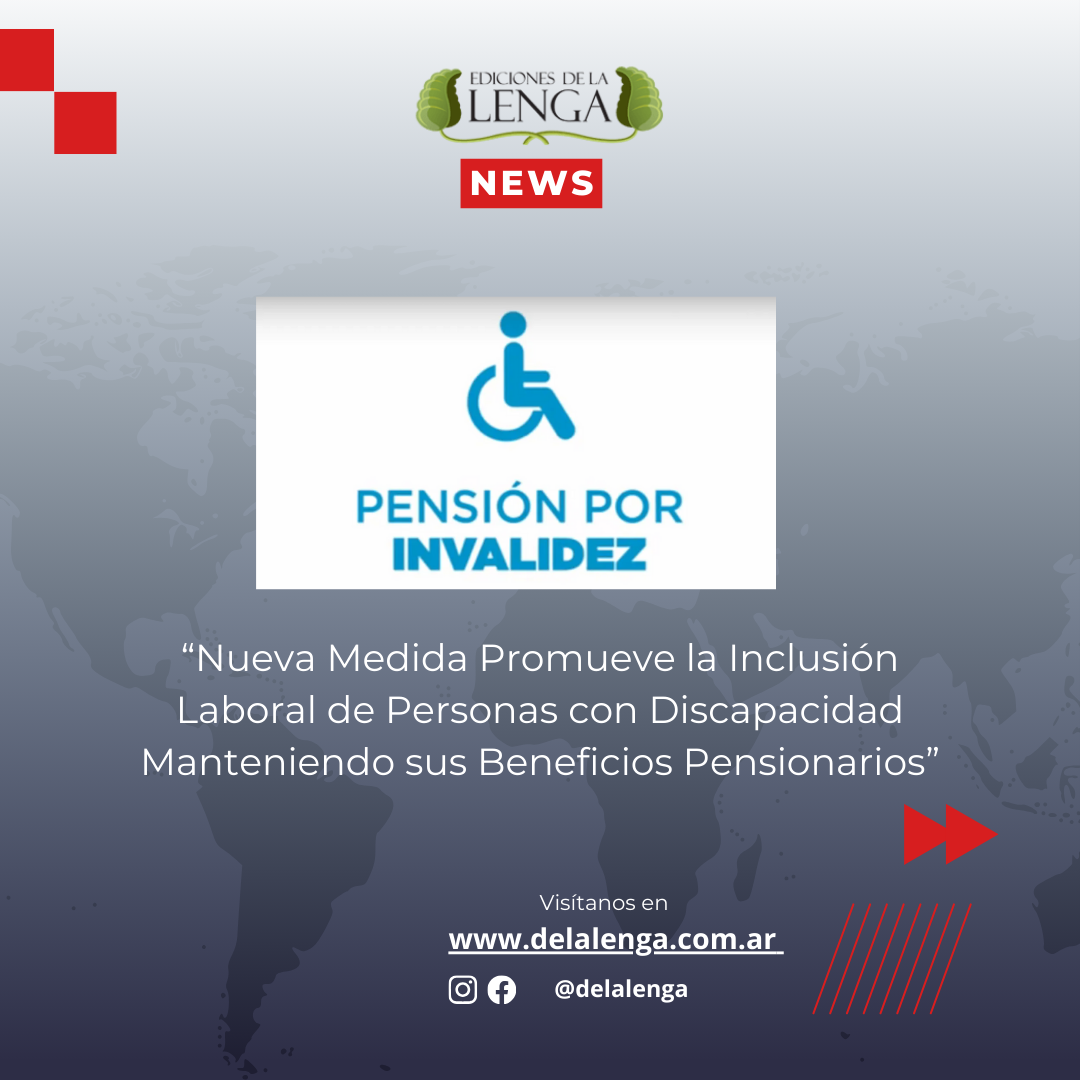 EDICIONES DE LA
LENGA
NEWS
PENSIÓN POR
INVALIDEZ
“Nueva Medida Promueve la Inclusión
Laboral de Personas con Discapacidad
Manteniendo sus Beneficios Pensionarios”
Visítanos en
www.delalenga.com.ar
@delalenga